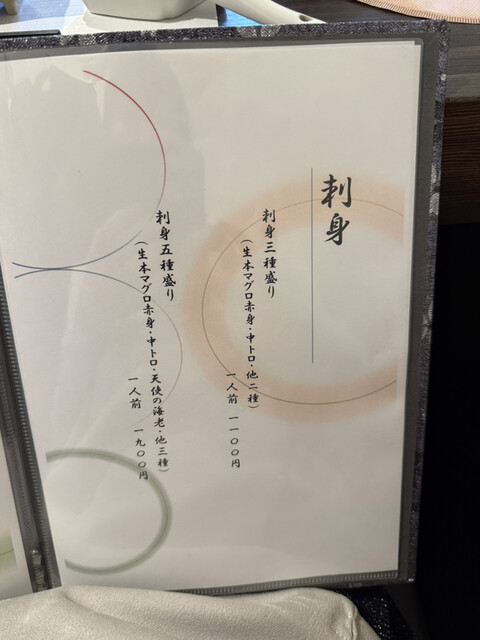 刺身
刺身三種盛り
(生本マグロ赤身・中トロ・他二種)
一人前 一一〇〇円
刺身五種盛り
(生本マグロ赤身・中トロ・天使の海老・他三種)
一人前 一九〇〇円